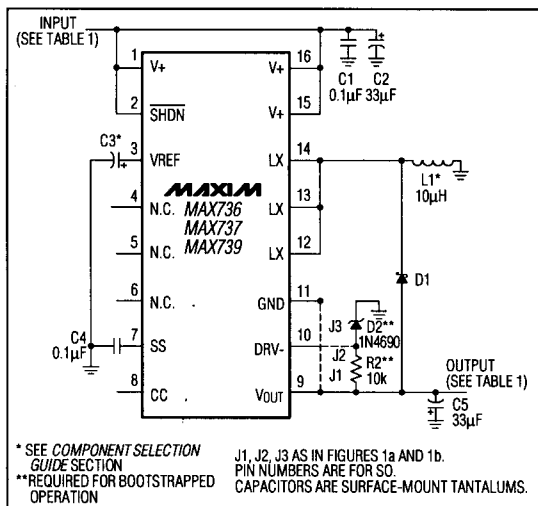 INPUT
(SEE TABLE 1)
C1
0.1µF
C2
33µF
1
V+
2
SHDN
C3*
3
VREF
4
N.C.
5
N.C.
6
N.C.
C4
0.1µF
7
SS
8
CC
MAXIM
MAX736
MAX737
MAX739
V+
16
V+
15
LX
14
LX
13
LX
12
GND
11
DRV-
10
VOUT
9
L1*
10µH
D1
J3
D2**
1N4690
J2
R2**
10k
J1
OUTPUT
(SEE TABLE 1)
C5
33µF
* SEE COMPONENT SELECTION
GUIDE SECTION
**REQUIRED FOR BOOTSTRAPPED
OPERATION
J1, J2, J3 AS IN FIGURES 1a AND 1b.
PIN NUMBERS ARE FOR SO.
CAPACITORS ARE SURFACE-MOUNT TANTALUMS.